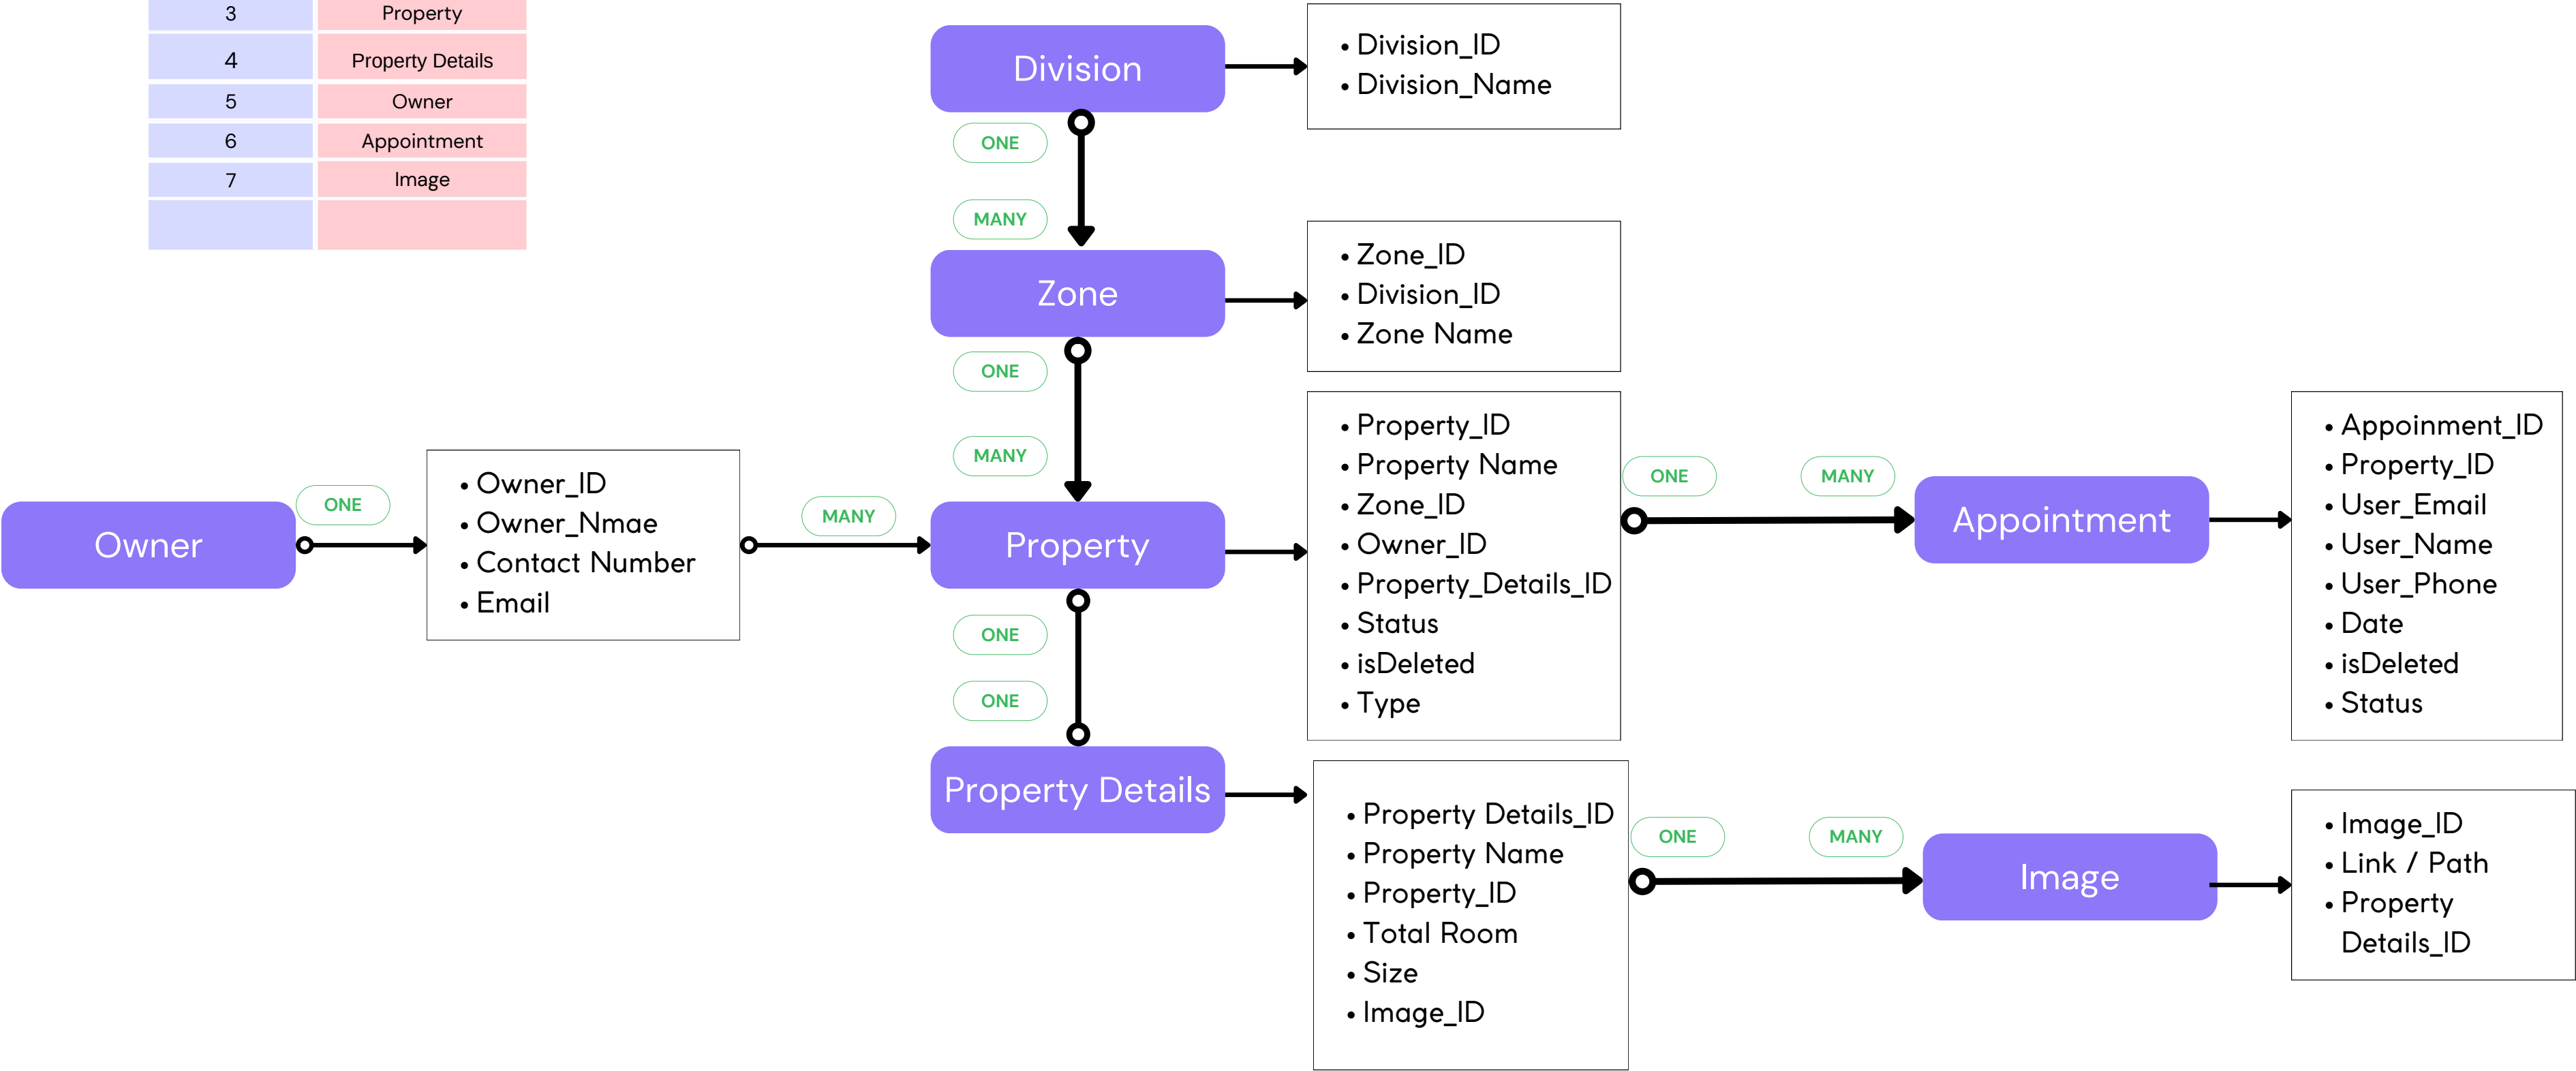 3 Property
4 Property Details
5 Owner
6 Appointment
7 Image
Division
• Division_ID
• Division_Name
ONE
MANY
Zone
• Zone_ID
• Division_ID
• Zone Name
ONE
MANY
Owner
ONE
• Owner_ID
• Owner_Nmae
• Contact Number
• Email
MANY
Property
• Property_ID
• Property Name
• Zone_ID
• Owner_ID
• Property_Details_ID
• Status
• isDeleted
• Type
ONE
MANY
Appointment
• Appoinment_ID
• Property_ID
• User_Email
• User_Name
• User_Phone
• Date
• isDeleted
• Status
ONE
ONE
Property Details
• Property Details_ID
• Property Name
• Property_ID
• Total Room
• Size
• Image_ID
ONE
MANY
Image
• Image_ID
• Link / Path
• Property
Details_ID